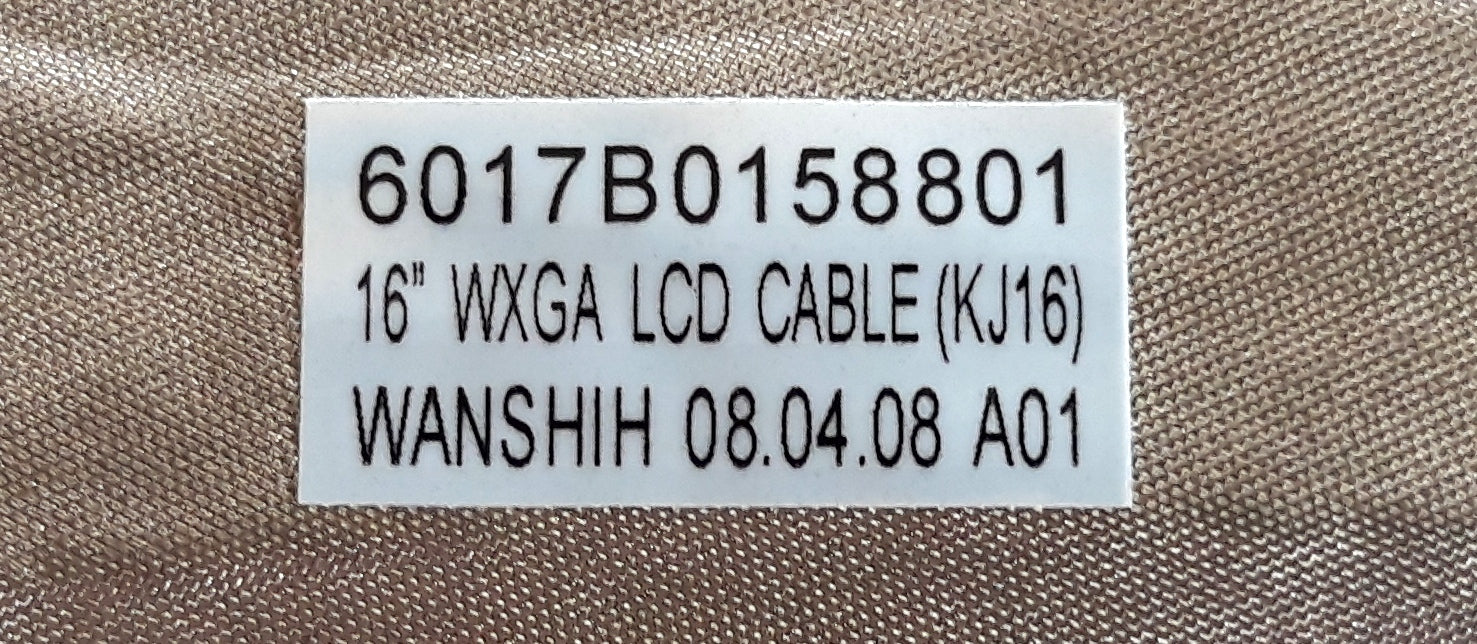 6017B0158801
16" WXGA LCD CABLE (KJ16)
WANSHIH 08.04.08 A01